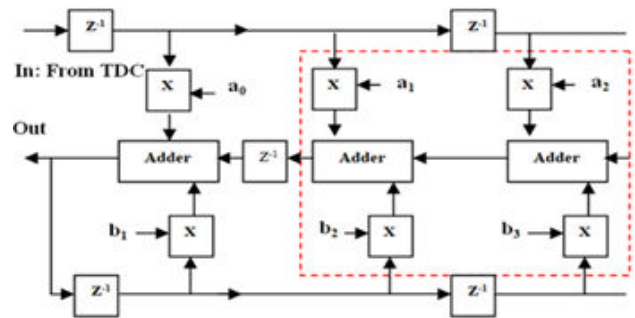 Z-1 Z-1
In: From TDC
X a0 X a1 X a2
Out
Adder Z-1 Adder Adder
b1 X b2 X b3 X
Z-1 Z-1